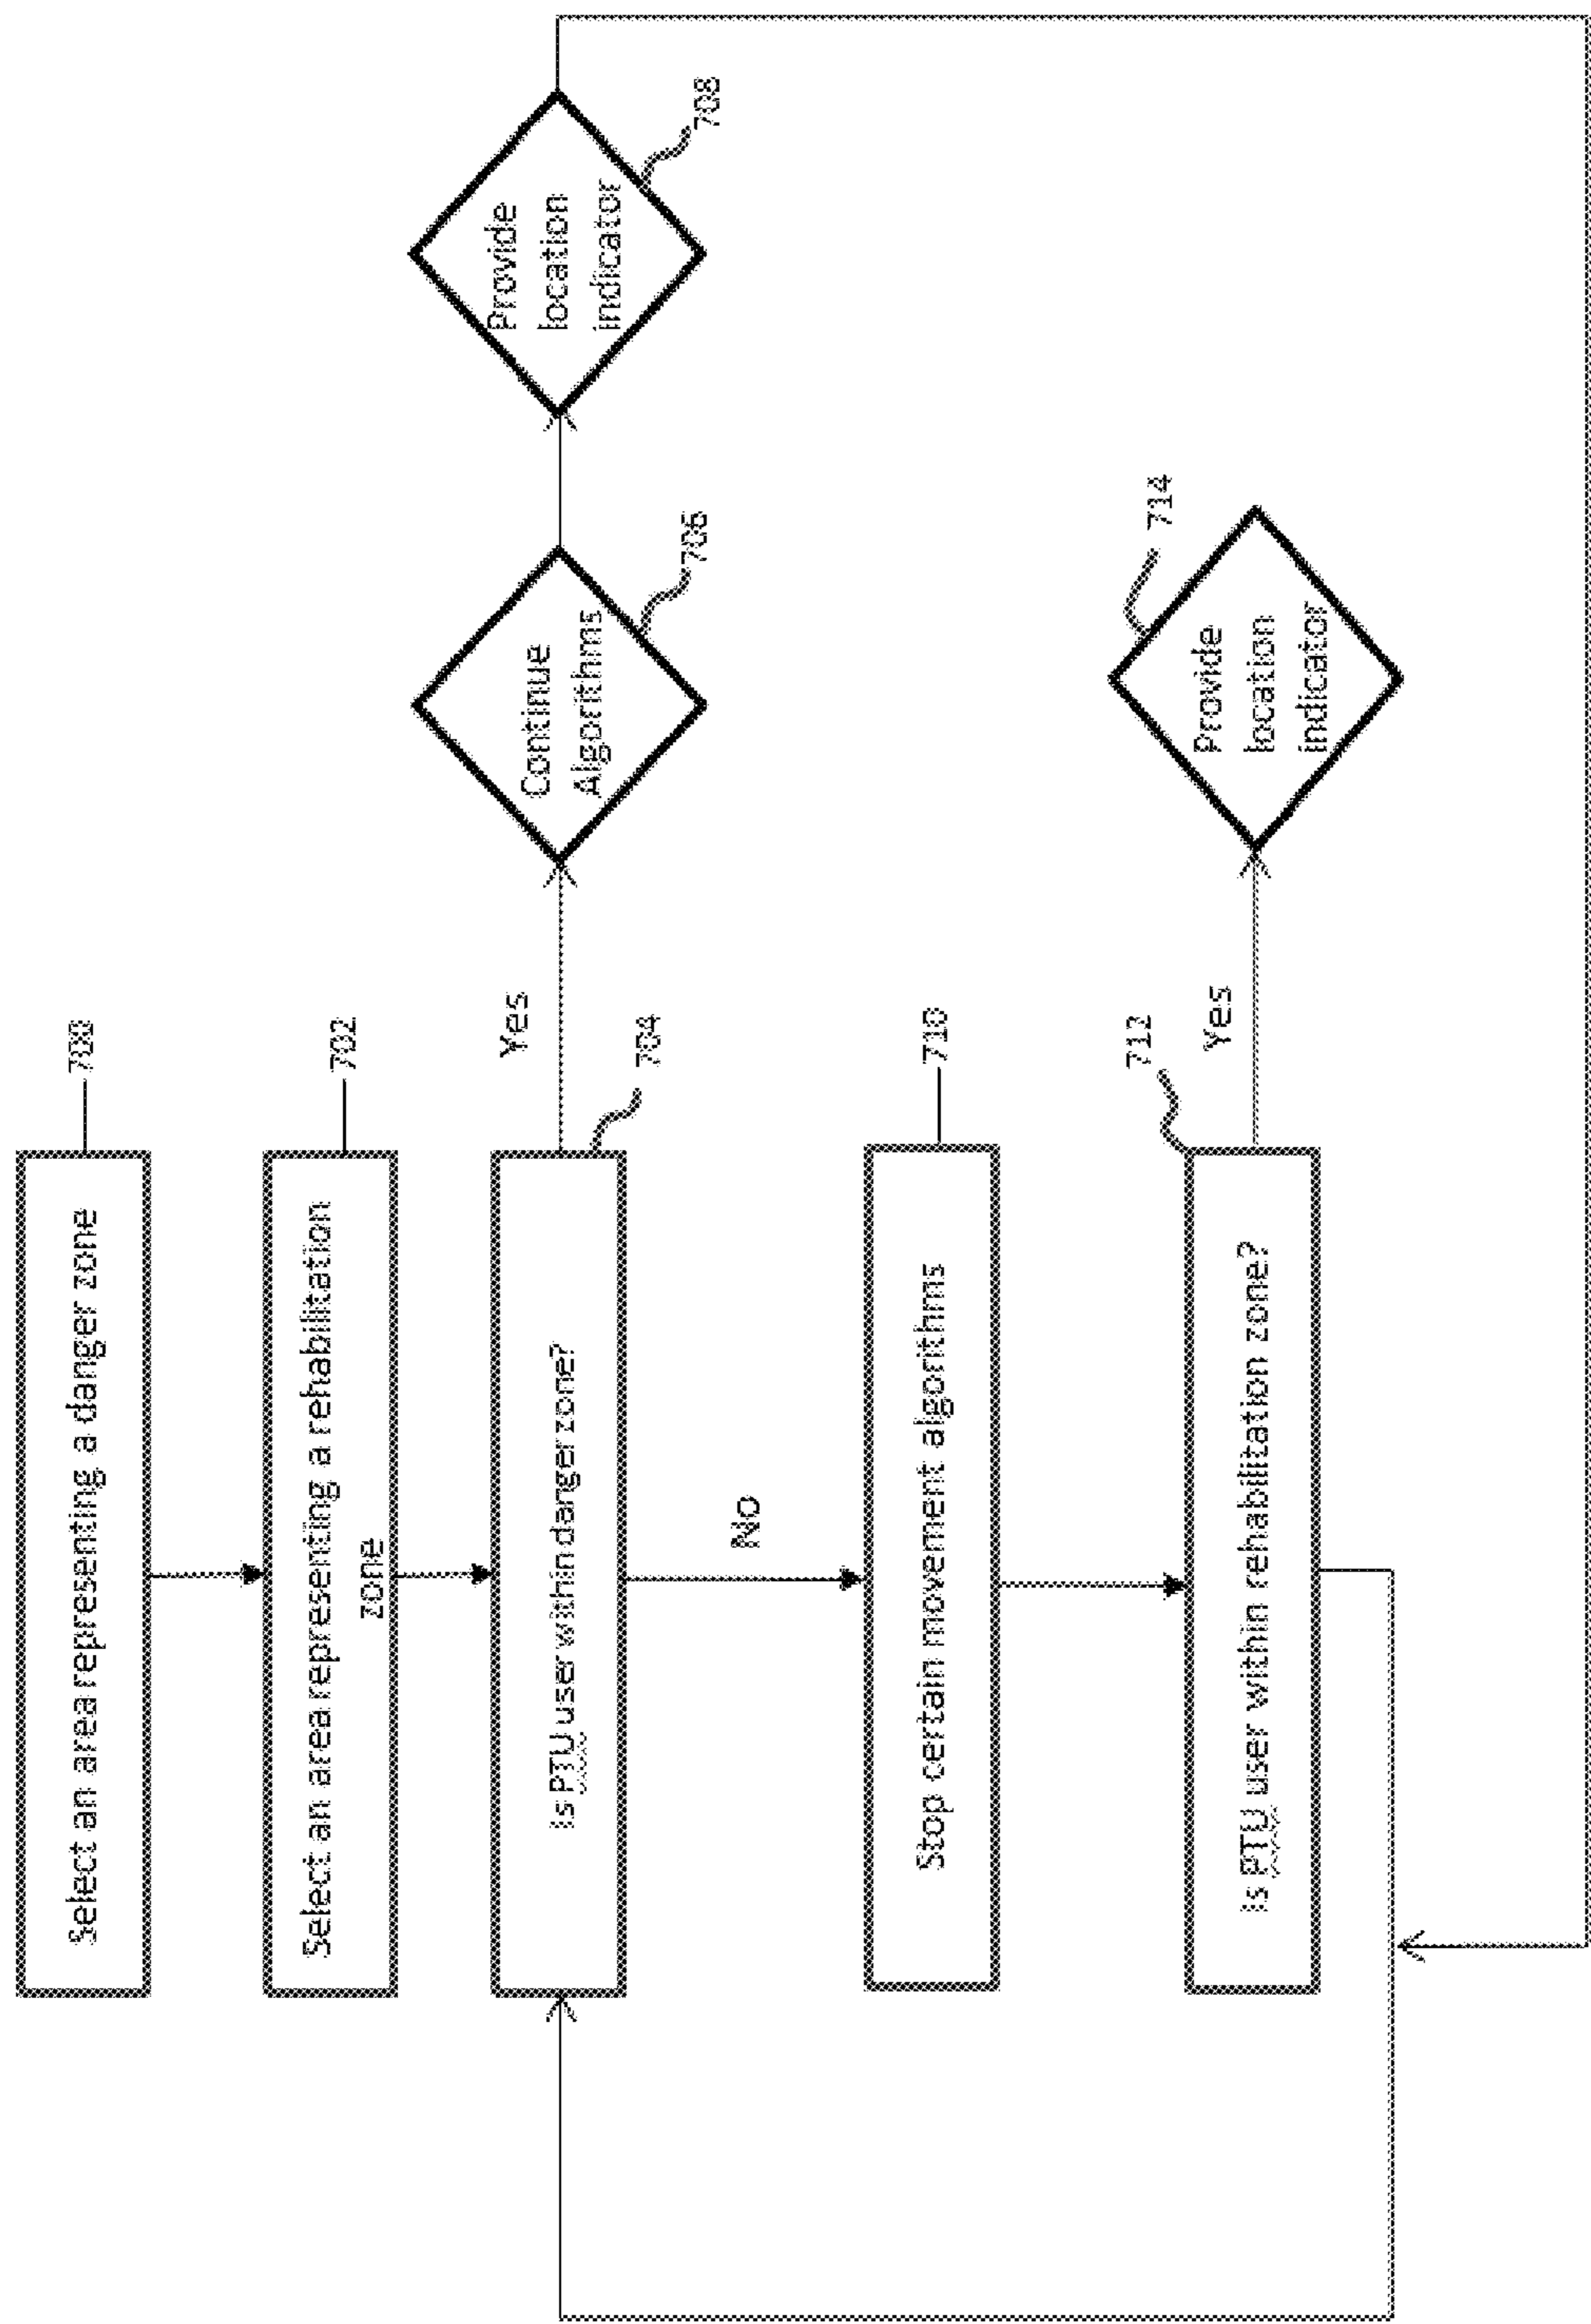 Select an area representing a danger zone
700
Select an area representing a rehabilitation
zone
702
Is PTU user within danger zone?
704
Yes
Continue
Algorithms
706
Provide
location
indicator
708
No
Stop certain movement algorithms
710
Is PTU user within rehabilitation zone?
712
Yes
Provide
location
indicator
714